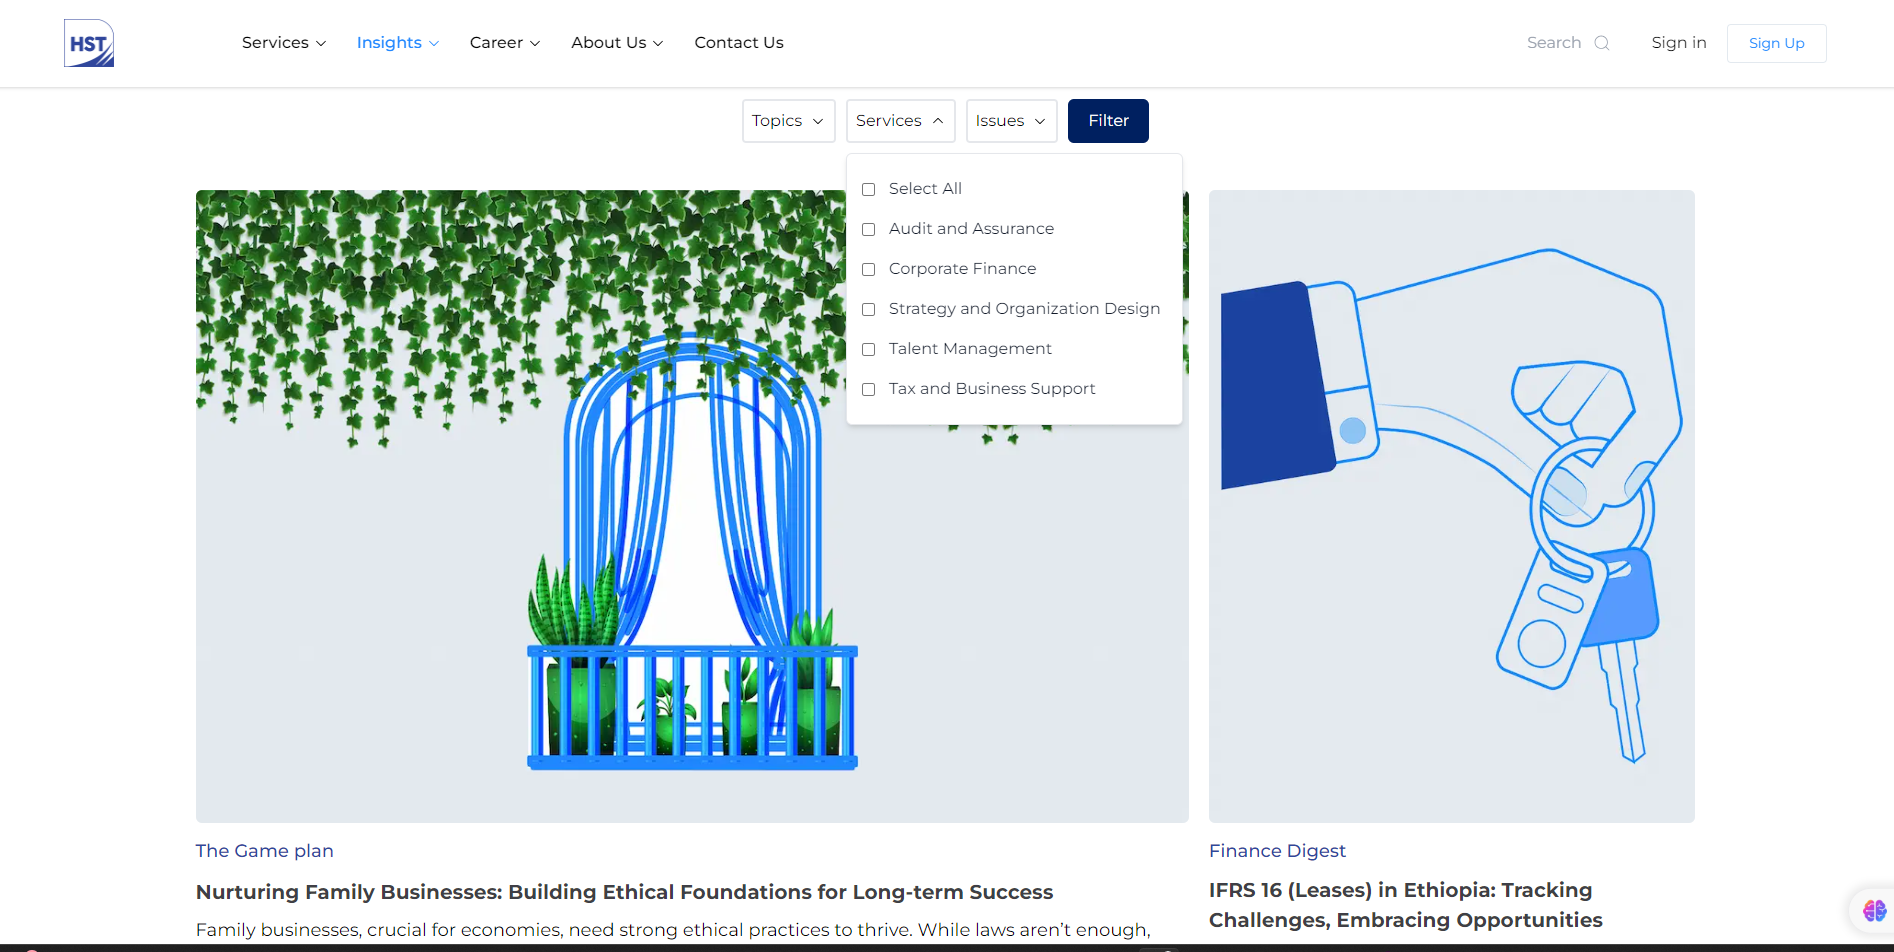 HST
Services
Insights
Career
About Us
Contact Us
Search
Sign in
Sign Up
Topics
Services
Issues
Filter
Select All
Audit and Assurance
Corporate Finance
Strategy and Organization Design
Talent Management
Tax and Business Support
The Game plan
Nurturing Family Businesses: Building Ethical Foundations for Long-term Success
Family businesses, crucial for economies, need strong ethical practices to thrive. While laws aren’t enough,
Finance Digest
IFRS 16 (Leases) in Ethiopia: Tracking
Challenges, Embracing Opportunities